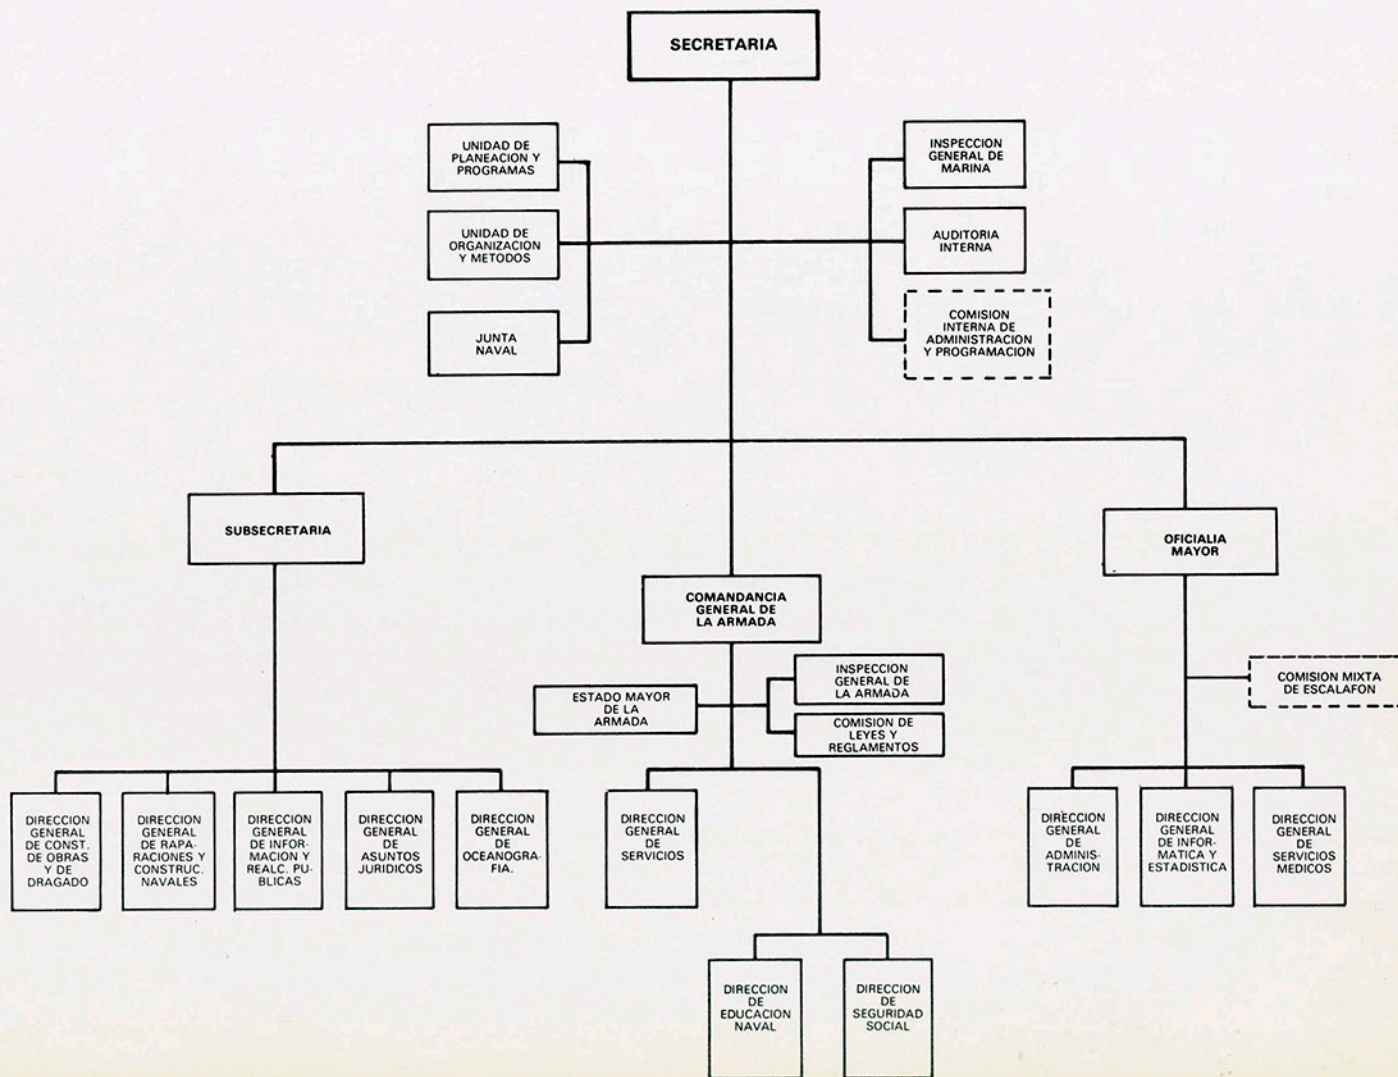 SECRETARIA
UNIDAD DE
PLANEACION Y
PROGRAMAS
UNIDAD DE
ORGANIZACION
Y METODOS
JUNTA
NAVAL
INSPECCION
GENERAL DE
MARINA
AUDITORIA
INTERNA
COMISION
INTERNA DE
ADMINISTRACION
Y PROGRAMACION
SUBSECRETARIA
COMANDANCIA
GENERAL DE
LA ARMADA
OFICIALIA
MAYOR
ESTADO MAYOR
DE LA
ARMADA
INSPECCION
GENERAL DE
LA ARMADA
COMISION DE
LEYES Y
REGLAMENTOS
COMISION MIXTA
DE ESCALAFON
DIRECCION
GENERAL
DE CONST.
DE OBRAS
Y DE
DRAGADO
DIRECCION
GENERAL
DE RAPA-
RACIONES Y
CONSTRUC.
NAVALES
DIRECCION
GENERAL
DE INFOR-
MACION Y
REALC. PU-
BLICAS
DIRECCION
GENERAL
DE
ASUNTOS
JURIDICOS
DIRECCION
GENERAL
DE
OCEANOGRA-
FIA.
DIRECCION
GENERAL
DE
SERVICIOS
DIRECCION
GENERAL
DE
ADMINIS-
TRACION
DIRECCION
GENERAL
DE INFOR-
MATICA Y
ESTADISTICA
DIRECCION
GENERAL
DE
SERVICIOS
MEDICOS
DIRECCION
DE
EDUCACION
NAVAL
DIRECCION
DE
SEGURIDAD
SOCIAL